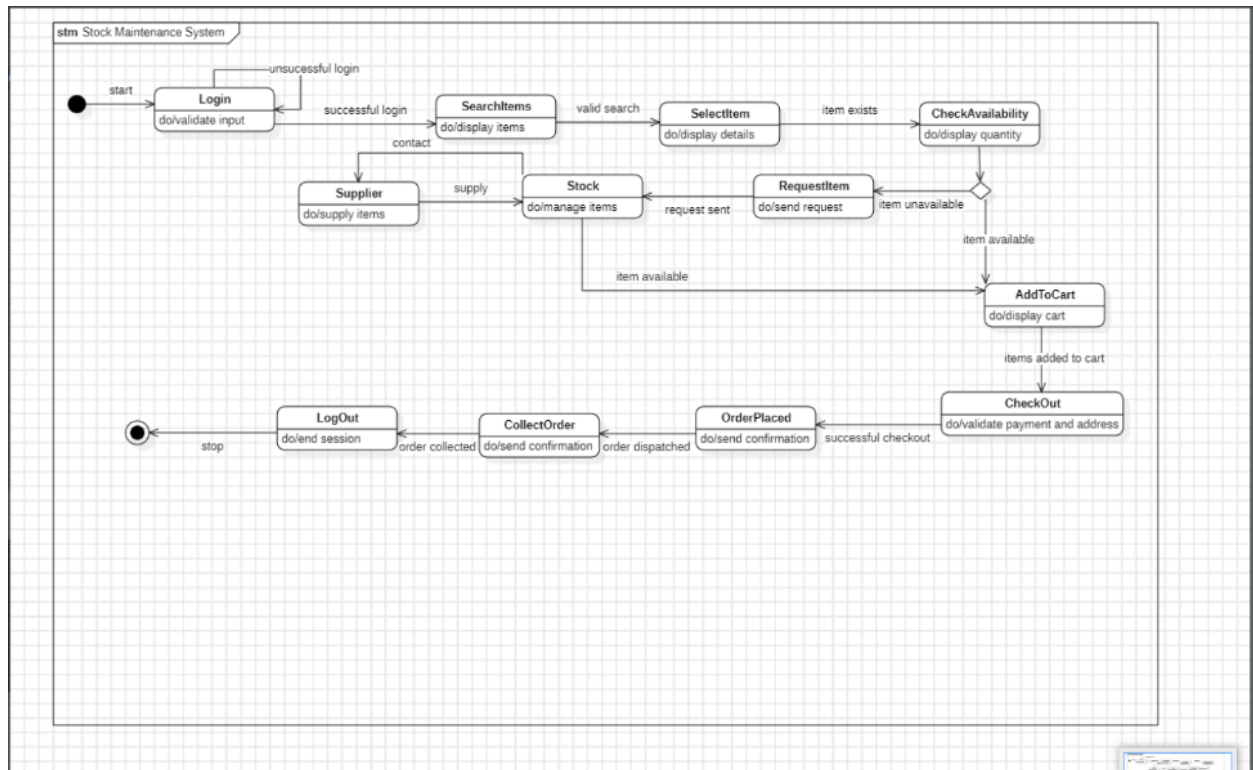 stm Stock Maintenance System
unsucessful login
start
Login
do/validate input
successful login
SearchItems
do/display items
valid search
SelectItem
do/display details
item exists
CheckAvailability
do/display quantity
contact
Supplier
do/supply items
supply
Stock
do/manage items
request sent
RequestItem
do/send request
item unavailable
item available
item available
AddToCart
do/display cart
items added to cart
CheckOut
do/validate payment and address
successful checkout
OrderPlaced
do/send confirmation
order dispatched
CollectOrder
do/send confirmation
order collected
LogOut
do/end session
stop